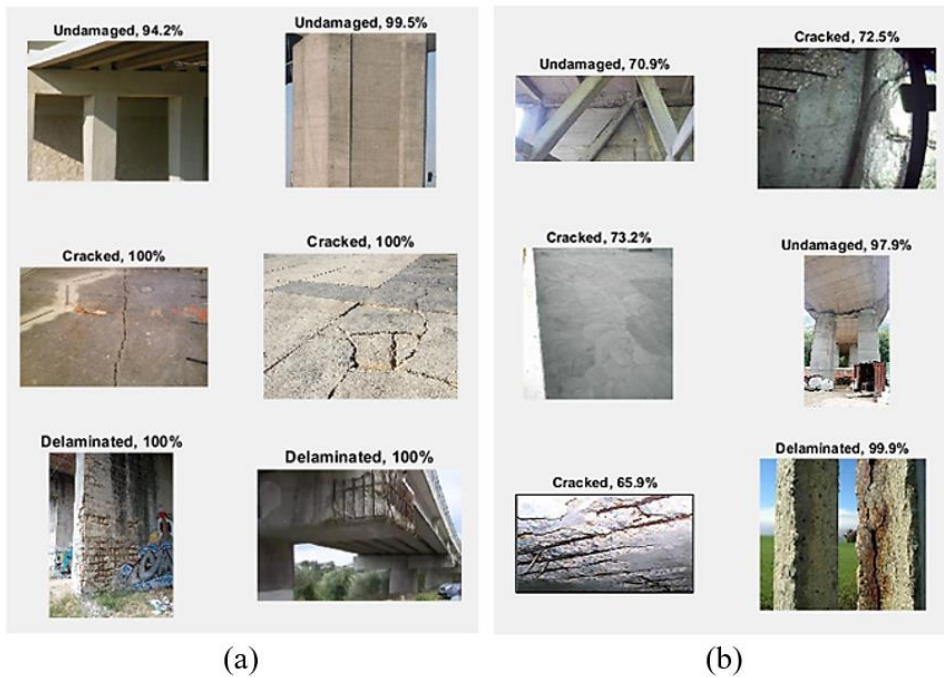 Undamaged, 94.2%
Undamaged, 99.5%
Cracked, 100%
Cracked, 100%
Delaminated, 100%
Delaminated, 100%
(a)
Undamaged, 70.9%
Cracked, 72.5%
Cracked, 73.2%
Undamaged, 97.9%
Cracked, 65.9%
Delaminated, 99.9%
(b)